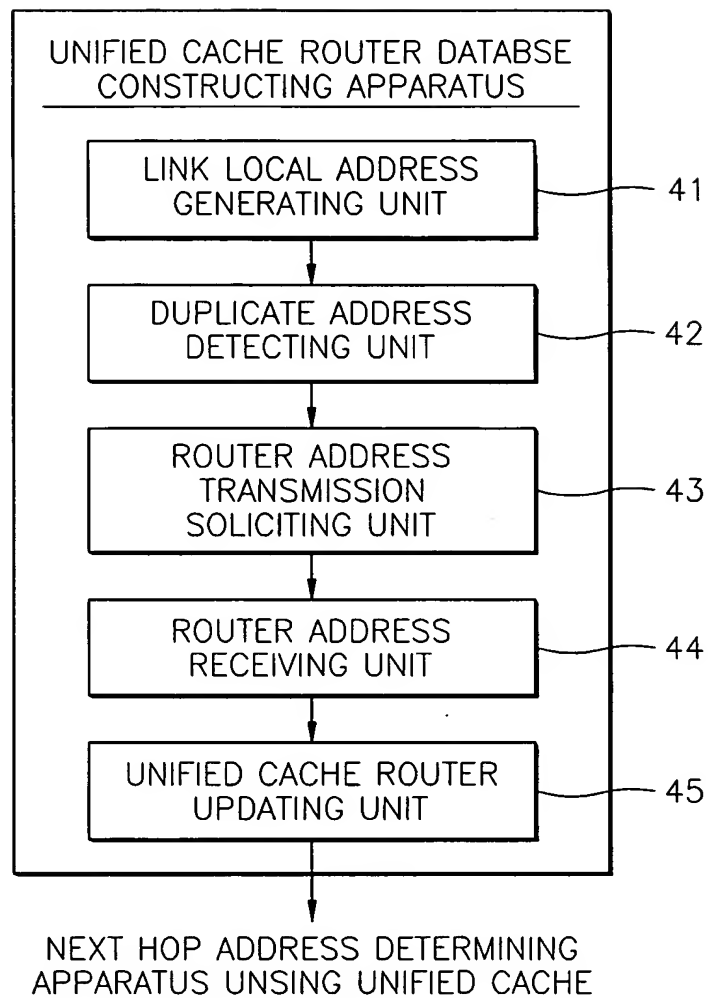 UNIFIED CACHE ROUTER DATABSE
CONSTRUCTING APPARATUS
LINK LOCAL ADDRESS
GENERATING UNIT
41
DUPLICATE ADDRESS
DETECTING UNIT
42
ROUTER ADDRESS
TRANSMISSION
SOLICITING UNIT
43
ROUTER ADDRESS
RECEIVING UNIT
44
UNIFIED CACHE ROUTER
UPDATING UNIT
45
NEXT HOP ADDRESS DETERMINING
APPARATUS UNSING UNIFIED CACHE